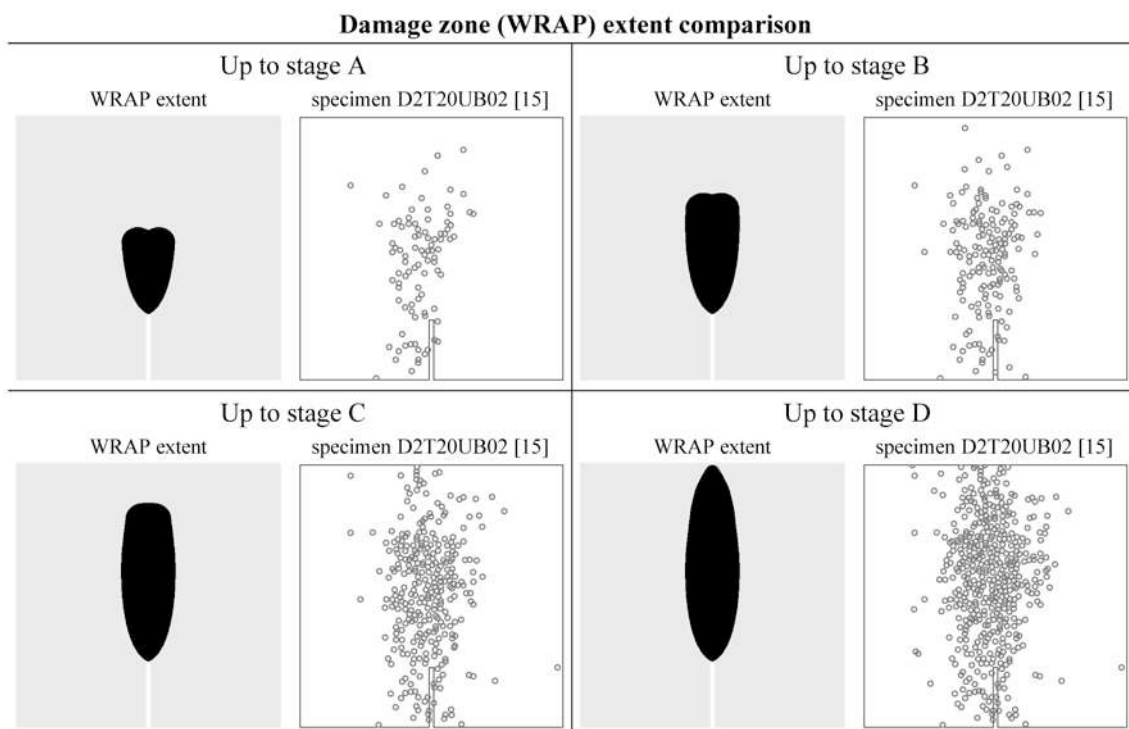 Damage zone (WRAP) extent comparison
Up to stage A
WRAP extent
specimen D2T20UB02 [15]
Up to stage B
WRAP extent
specimen D2T20UB02 [15]
Up to stage C
WRAP extent
specimen D2T20UB02 [15]
Up to stage D
WRAP extent
specimen D2T20UB02 [15]